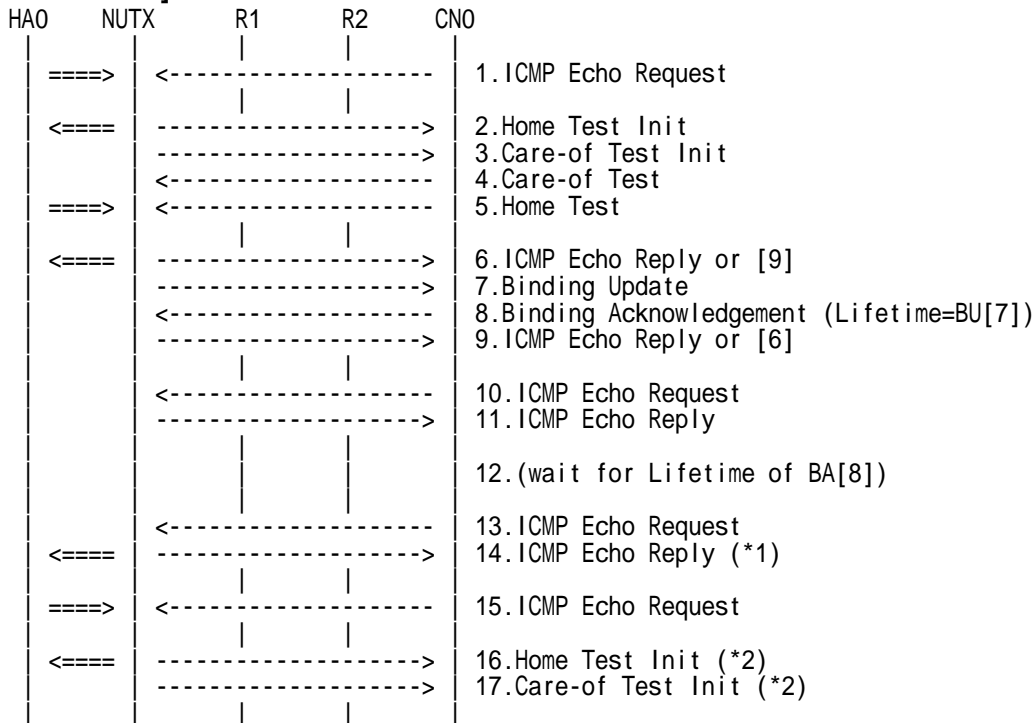 HA0 NUTX R1 R2 CN0
====> <--------------------- 1.ICMP Echo Request
<==== ---------------------> 2.Home Test Init
---------------------> 3.Care-of Test Init
<--------------------- 4.Care-of Test
====> <--------------------- 5.Home Test
<==== ---------------------> 6.ICMP Echo Reply or [9]
---------------------> 7.Binding Update
<--------------------- 8.Binding Acknowledgement (Lifetime=BU[7])
---------------------> 9.ICMP Echo Reply or [6]
<--------------------- 10.ICMP Echo Request
---------------------> 11.ICMP Echo Reply
12.(wait for Lifetime of BA[8])
<--------------------- 13.ICMP Echo Request
<==== ---------------------> 14.ICMP Echo Reply (*1)
====> <--------------------- 15.ICMP Echo Request
<==== ---------------------> 16.Home Test Init (*2)
---------------------> 17.Care-of Test Init (*2)